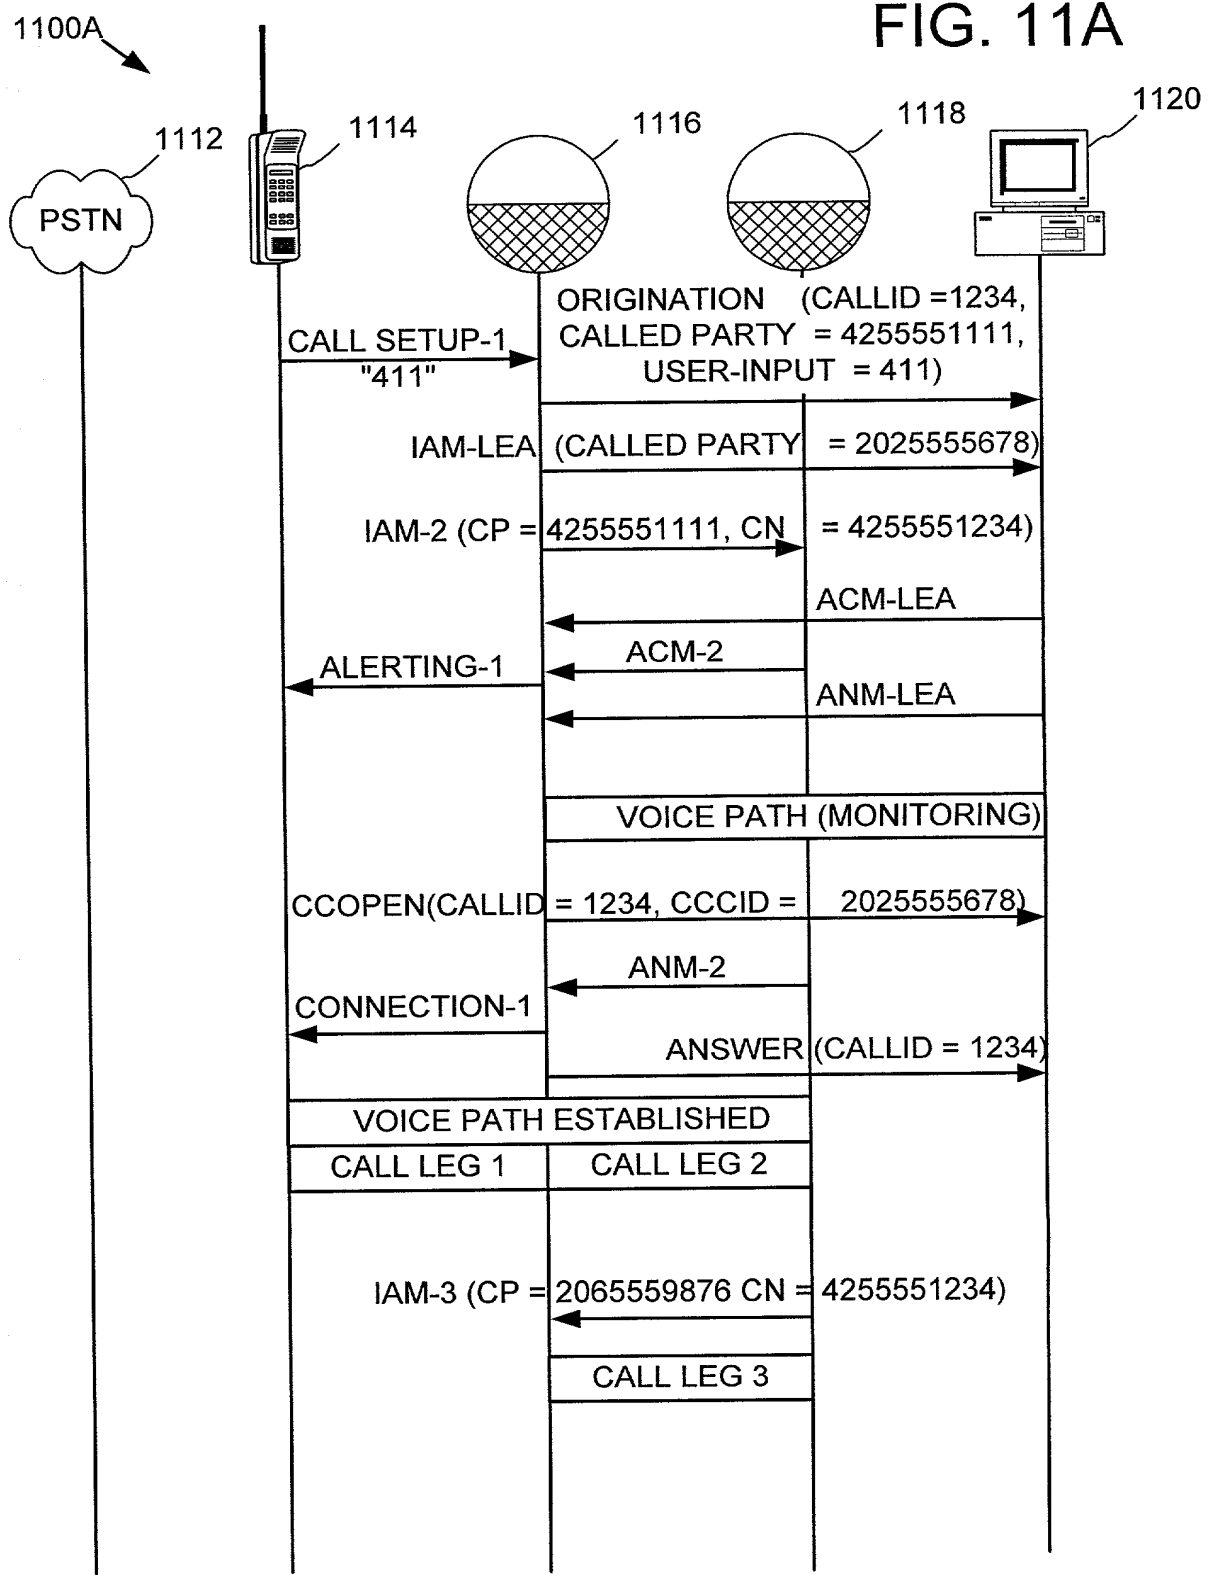 FIG. 11A
1100A
1112
1114
1116
1118
1120
PSTN
ORIGINATION (CALLID =1234,
CALLED PARTY = 4255551111,
USER-INPUT = 411)
CALL SETUP-1
"411"
IAM-LEA (CALLED PARTY = 2025555678)
IAM-2 (CP = 4255551111, CN = 4255551234)
ACM-LEA
ACM-2
ALERTING-1
ANM-LEA
VOICE PATH (MONITORING)
CCOPEN(CALLID = 1234, CCCID = 2025555678)
ANM-2
CONNECTION-1
ANSWER (CALLID = 1234)
VOICE PATH ESTABLISHED
CALL LEG 1 CALL LEG 2
IAM-3 (CP = 2065559876 CN = 4255551234)
CALL LEG 3